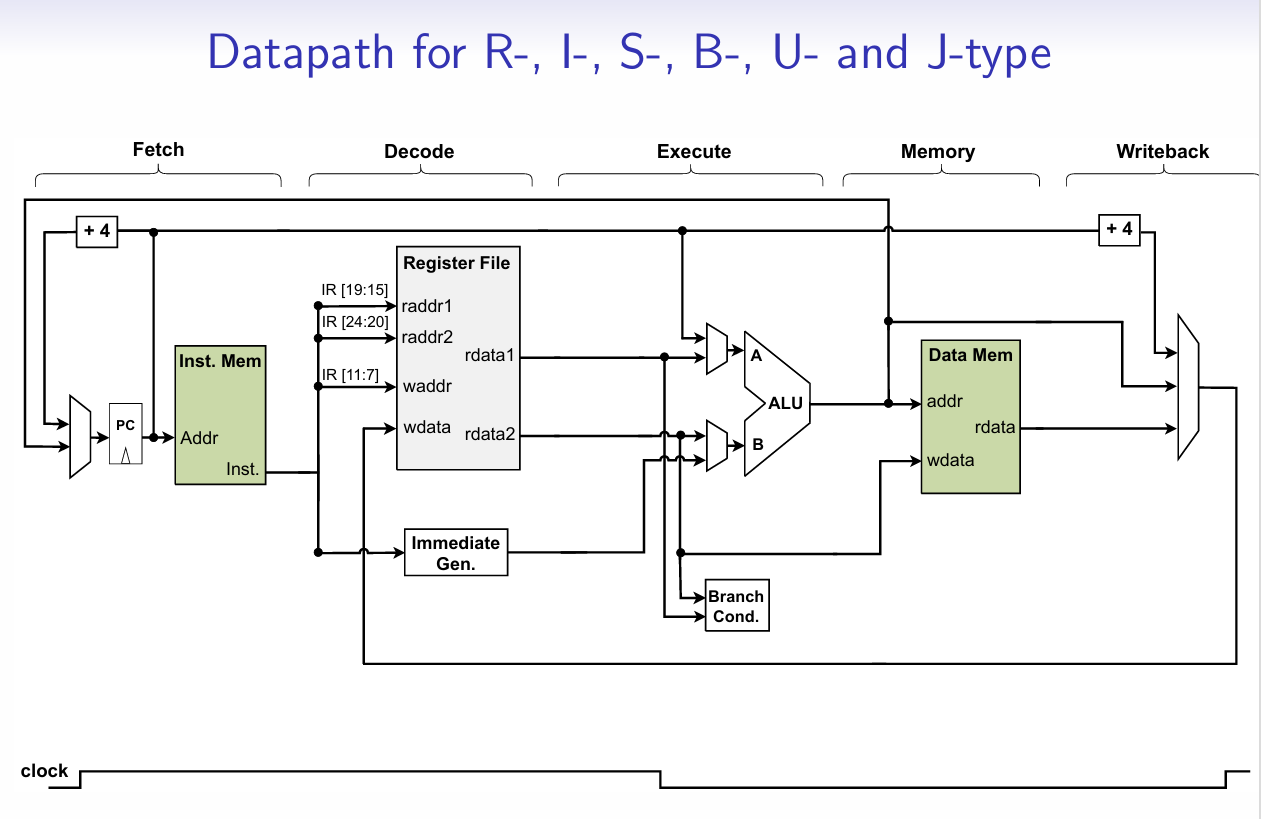 Datapath for R-, I-, S-, B-, U- and J-type
Fetch
Decode
Execute
Memory
Writeback
+ 4
+ 4
Register File
IR [19:15]
raddr1
IR [24:20]
raddr2
rdata1
IR [11:7]
waddr
wdata
rdata2
Inst. Mem
PC
Addr
Inst.
A
ALU
B
Data Mem
addr
rdata
wdata
Immediate
Gen.
Branch
Cond.
clock